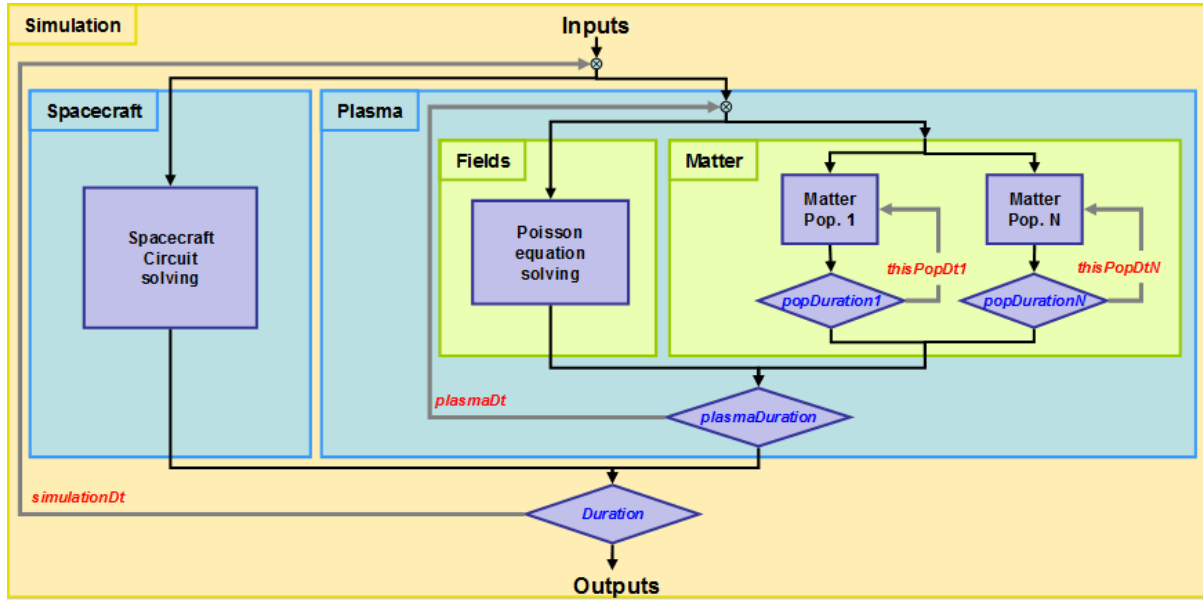 Simulation
Inputs
Spacecraft
Plasma
Fields
Matter
Spacecraft
Circuit
solving
Poisson
equation
solving
Matter
Pop. 1
Matter
Pop. N
thisPopDt1
thisPopDtN
popDuration1
popDurationN
plasmaDt
plasmaDuration
simulationDt
Duration
Outputs